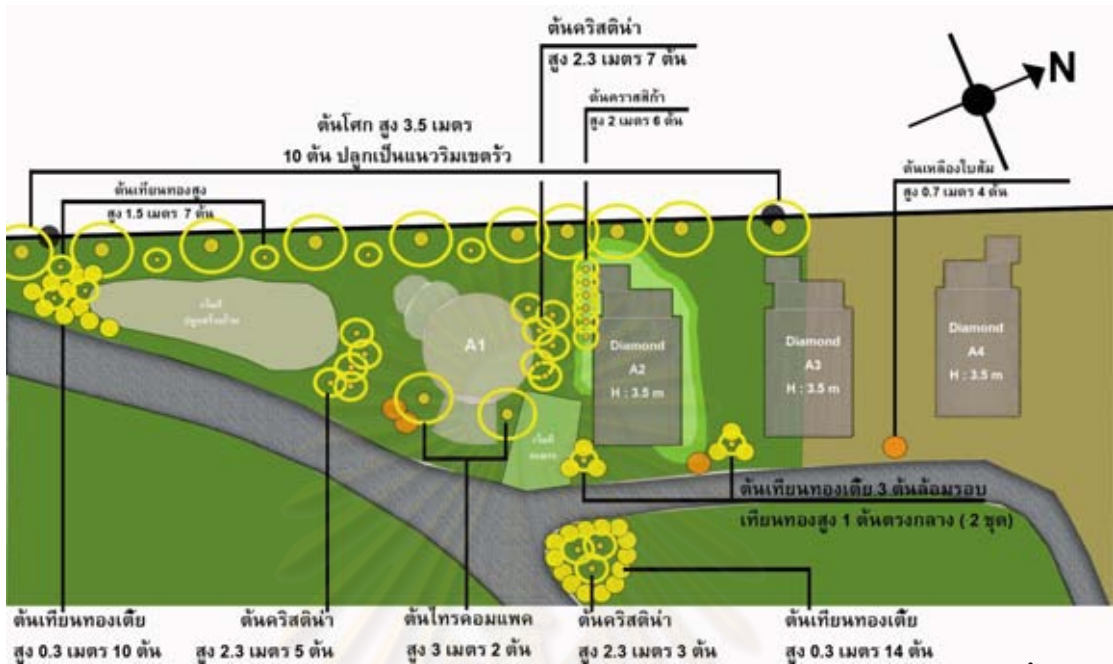 ต้นคริสติน่า
สูง 2.3 เมตร 7 ต้น
N
ต้นคราสสิก้า
สูง 2 เมตร 6 ต้น
ต้นโศก สูง 3.5 เมตร
10 ต้น ปลูกเป็นแนวริมเขตรั้ว
ต้นเหลืองใบส้ม
สูง 0.7 เมตร 4 ต้น
ต้นเทียนทองสูง
สูง 1.5 เมตร 7 ต้น
A1
Diamond
A2
H : 3.5 m
Diamond
A3
H : 3.5 m
Diamond
A4
H : 3.5 m
ต้นเทียนทองเตี้ย 3 ต้นล้อมรอบ
เทียนทองสูง 1 ต้นตรงกลาง ( 2 ชุด)
ต้นเทียนทองเตี้ย
สูง 0.3 เมตร 10 ต้น
ต้นคริสติน่า
สูง 2.3 เมตร 5 ต้น
ต้นไทรคอมแพค
สูง 3 เมตร 2 ต้น
ต้นคริสติน่า
สูง 2.3 เมตร 3 ต้น
ต้นเทียนทองเตี้ย
สูง 0.3 เมตร 14 ต้น